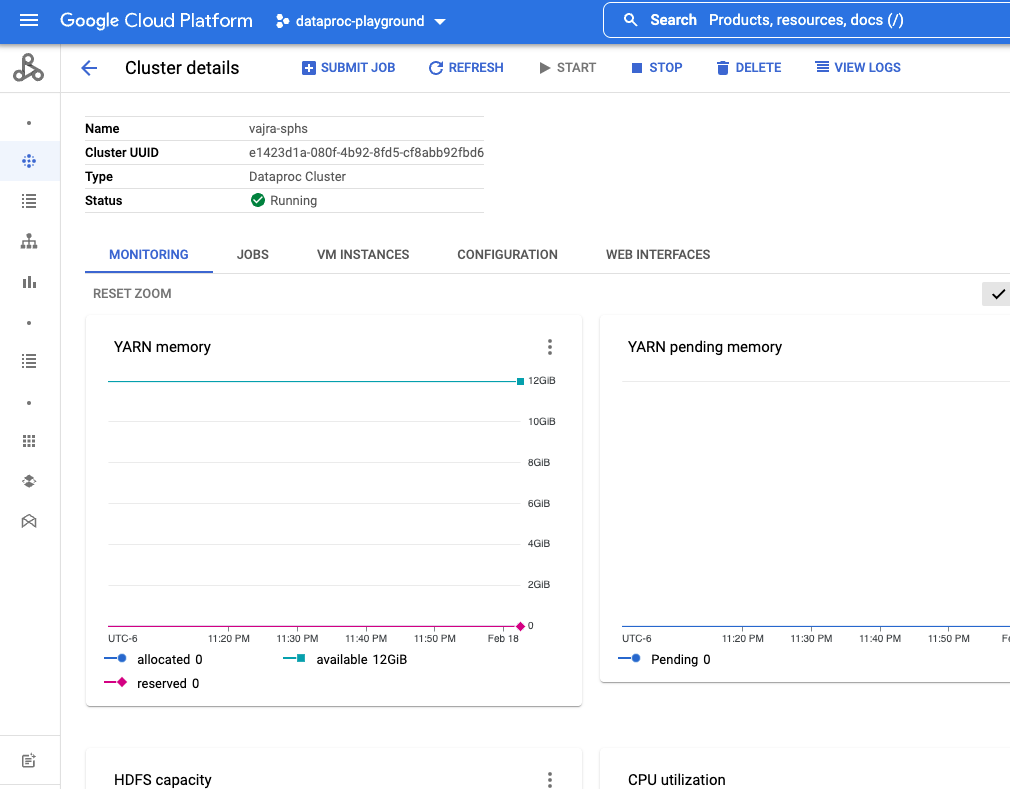 Google Cloud Platform dataproc-playground Search Products, resources, docs (/)
Cluster details SUBMIT JOB REFRESH START STOP DELETE VIEW LOGS
Name vajra-sphs
Cluster UUID e1423d1a-080f-4b92-8fd5-cf8abb92fbd6
Type Dataproc Cluster
Status Running
MONITORING JOBS VM INSTANCES CONFIGURATION WEB INTERFACES
RESET ZOOM
YARN memory
12GiB
10GiB
8GiB
6GiB
4GiB
2GiB
0
UTC-6 11:20 PM 11:30 PM 11:40 PM 11:50 PM Feb 18
allocated 0 available 12GiB
reserved 0
YARN pending memory
UTC-6 11:20 PM 11:30 PM 11:40 PM 11:50 PM Fe
Pending 0
HDFS capacity
CPU utilization